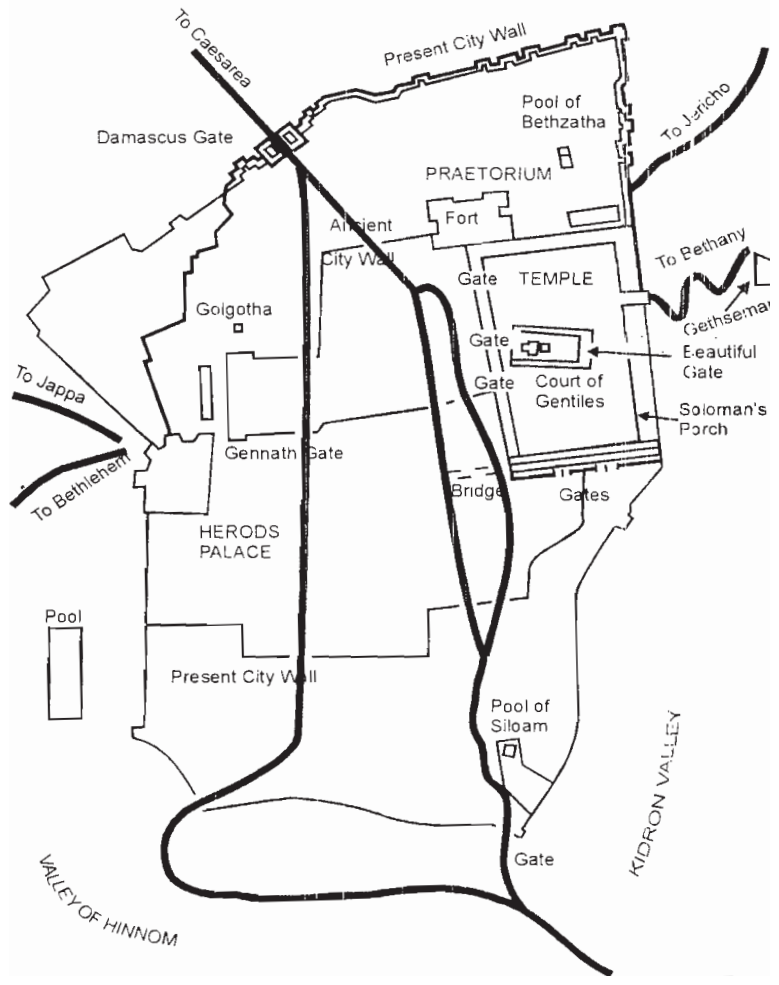 To Caesarea
Present City Wall
Damascus Gate
Pool of
Bethzatha
To Jericho
PRAETORIUM
Fort
Ancient
City Wall
Gate
TEMPLE
To Bethany
Golgotha
Gethseman
Gate
Beautiful
Gate
Gate
Court of
Gentiles
To Jappa
Soloman's
Porch
Gennath Gate
To Bethlehem
Bridge
Gates
HERODS
PALACE
Pool
Present City Wall
Pool of
Siloam
KIDRON VALLEY
Gate
VALLEY OF HINNOM